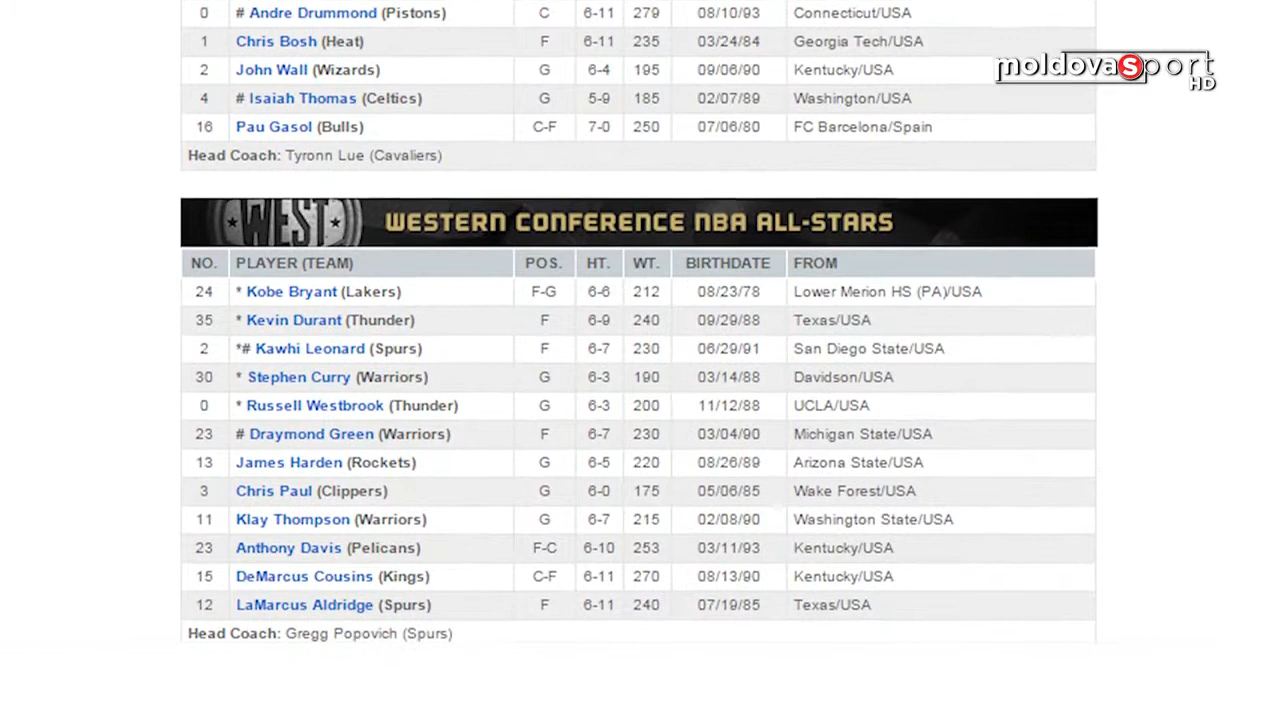 0 # Andre Drummond (Pistons) C 6-11 279 08/10/93 Connecticut/USA
1 Chris Bosh (Heat) F 6-11 235 03/24/84 Georgia Tech/USA
2 John Wall (Wizards) G 6-4 195 09/06/90 Kentucky/USA
moldova sport
HD
4 # Isaiah Thomas (Celtics) G 5-9 185 02/07/89 Washington/USA
16 Pau Gasol (Bulls) C-F 7-0 250 07/06/80 FC Barcelona/Spain
Head Coach: Tyronn Lue (Cavaliers)
WEST WESTERN CONFERENCE NBA ALL-STARS
NO. PLAYER (TEAM) POS. HT. WT. BIRTHDATE FROM
24 * Kobe Bryant (Lakers) F-G 6-6 212 08/23/78 Lower Merion HS (PA)/USA
35 * Kevin Durant (Thunder) F 6-9 240 09/29/88 Texas/USA
2 *# Kawhi Leonard (Spurs) F 6-7 230 06/29/91 San Diego State/USA
30 * Stephen Curry (Warriors) G 6-3 190 03/14/88 Davidson/USA
0 * Russell Westbrook (Thunder) G 6-3 200 11/12/88 UCLA/USA
23 # Draymond Green (Warriors) F 6-7 230 03/04/90 Michigan State/USA
13 James Harden (Rockets) G 6-5 220 08/26/89 Arizona State/USA
3 Chris Paul (Clippers) G 6-0 175 05/06/85 Wake Forest/USA
11 Klay Thompson (Warriors) G 6-7 215 02/08/90 Washington State/USA
23 Anthony Davis (Pelicans) F-C 6-10 253 03/11/93 Kentucky/USA
15 DeMarcus Cousins (Kings) C-F 6-11 270 08/13/90 Kentucky/USA
12 LaMarcus Aldridge (Spurs) F 6-11 240 07/19/85 Texas/USA
Head Coach: Gregg Popovich (Spurs)